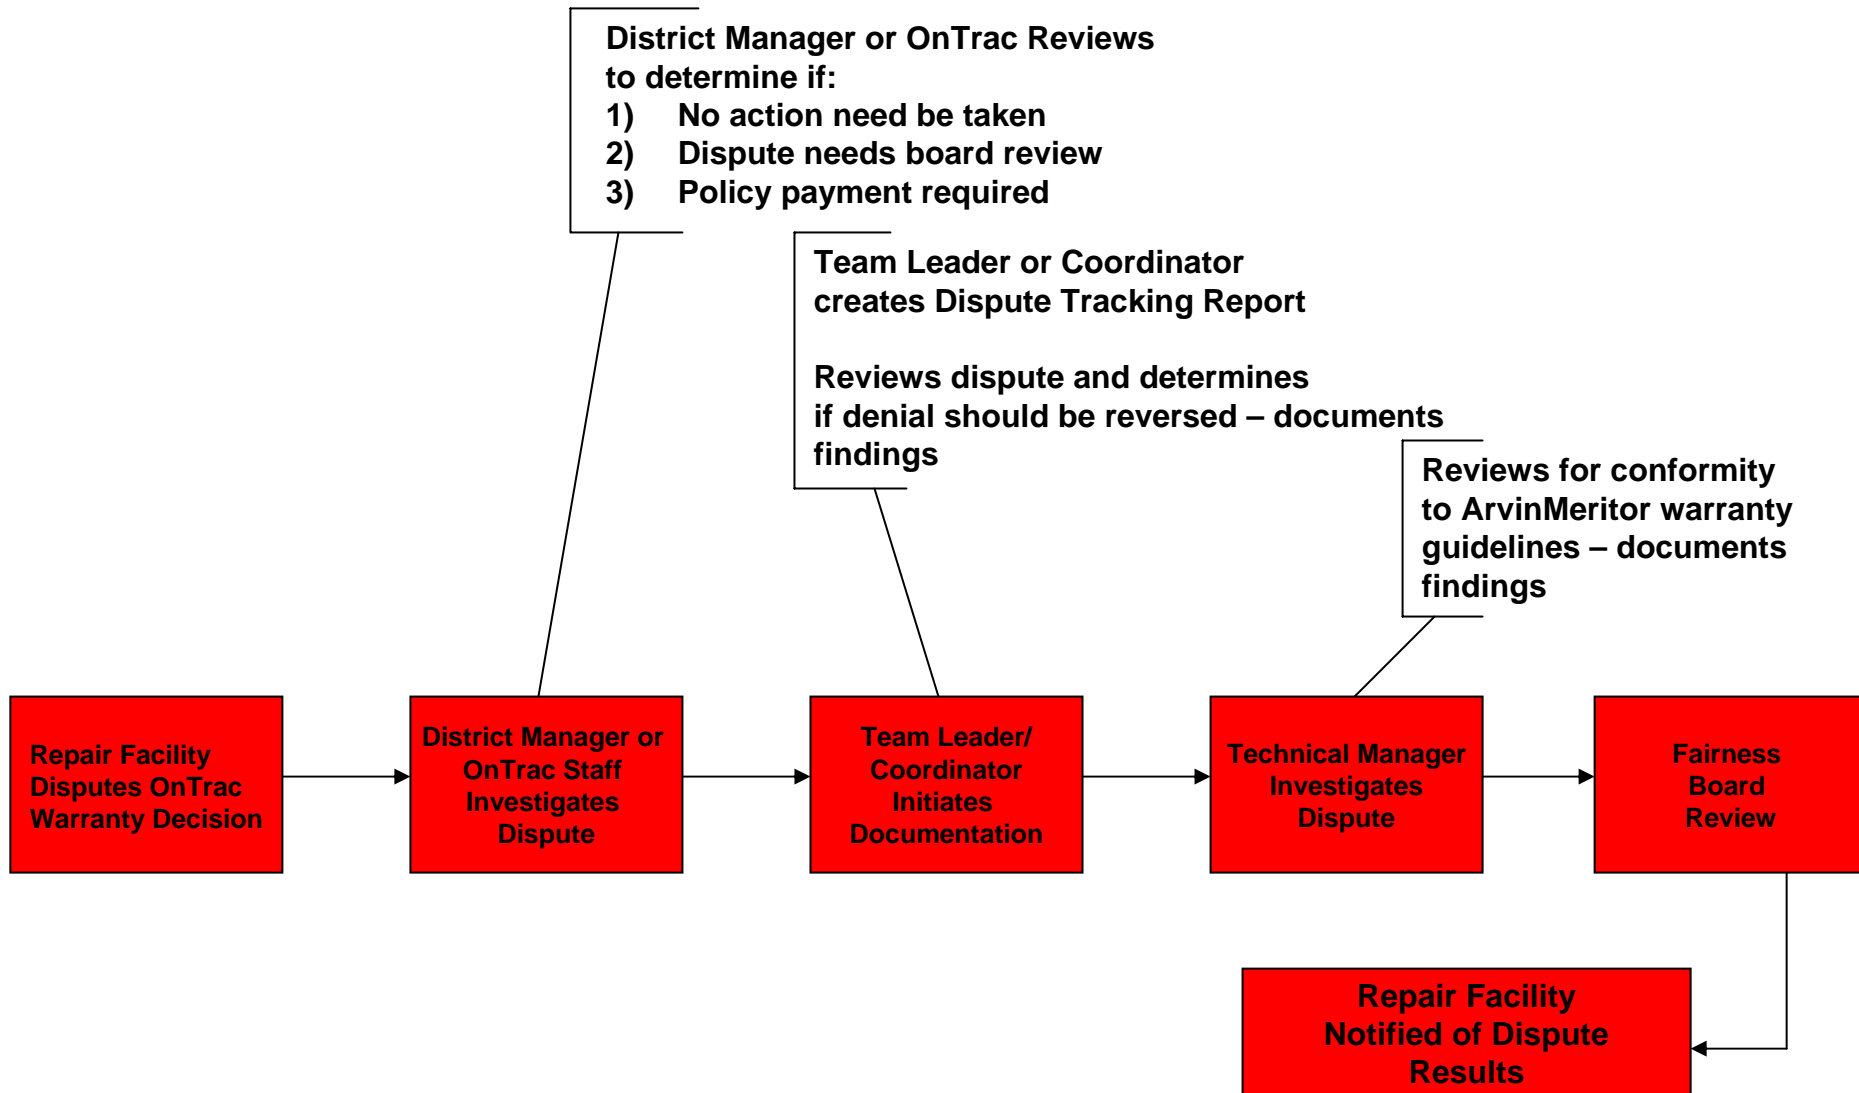 District Manager or OnTrac Reviews
to determine if:
1) No action need be taken
2) Dispute needs board review
3) Policy payment required
Team Leader or Coordinator
creates Dispute Tracking Report
Reviews dispute and determines
if denial should be reversed – documents
findings
Reviews for conformity
to ArvinMeritor warranty
guidelines – documents
findings
Repair Facility
Disputes OnTrac
Warranty Decision
District Manager or
OnTrac Staff
Investigates
Dispute
Team Leader/
Coordinator
Initiates
Documentation
Technical Manager
Investigates
Dispute
Fairness
Board
Review
Repair Facility
Notified of Dispute
Results